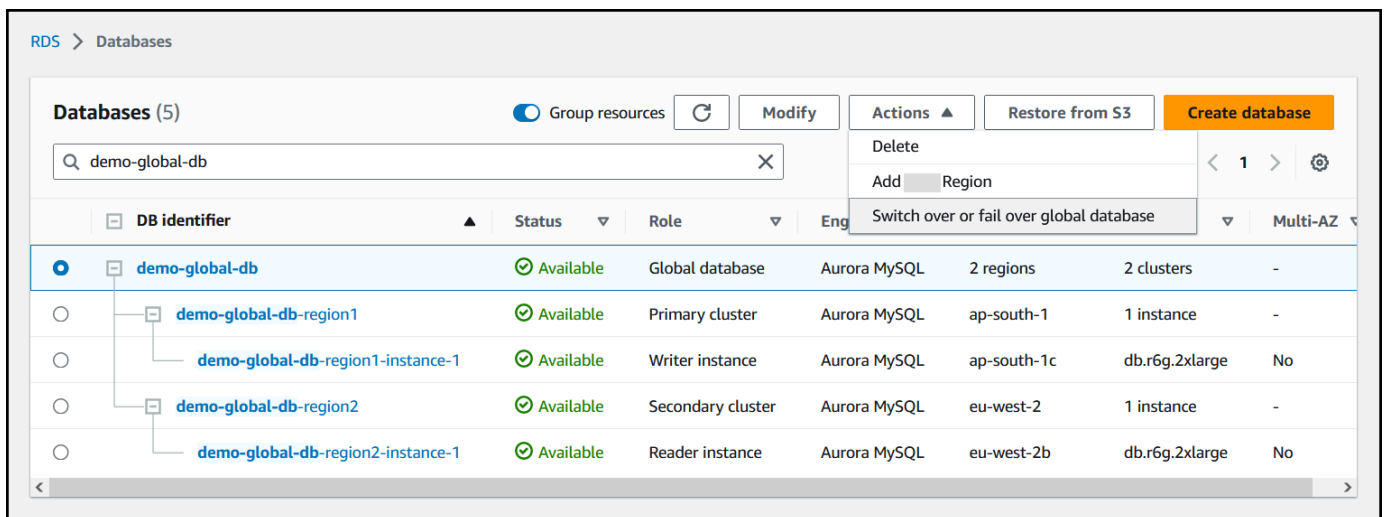 RDS > Databases
Databases (5) Group resources Modify Actions Restore from S3 Create database
demo-global-db 1
Delete
Add Region
Switch over or fail over global database
DB identifier Status Role Multi-AZ
demo-global-db Available Global database Aurora MySQL 2 regions 2 clusters -
demo-global-db-region1 Available Primary cluster Aurora MySQL ap-south-1 1 instance -
demo-global-db-region1-instance-1 Available Writer instance Aurora MySQL ap-south-1c db.r6g.2xlarge No
demo-global-db-region2 Available Secondary cluster Aurora MySQL eu-west-2 1 instance -
demo-global-db-region2-instance-1 Available Reader instance Aurora MySQL eu-west-2b db.r6g.2xlarge No